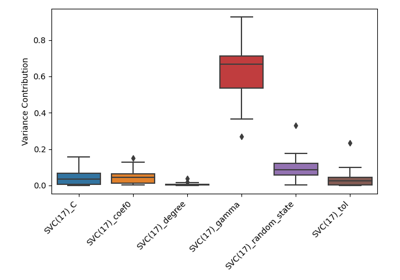 Variance Contribution
0.8
0.6
0.4
0.2
0.0
SVC(17)_C
SVC(17)_coef0
SVC(17)_degree
SVC(17)_gamma
SVC(17)_random_state
SVC(17)_tol